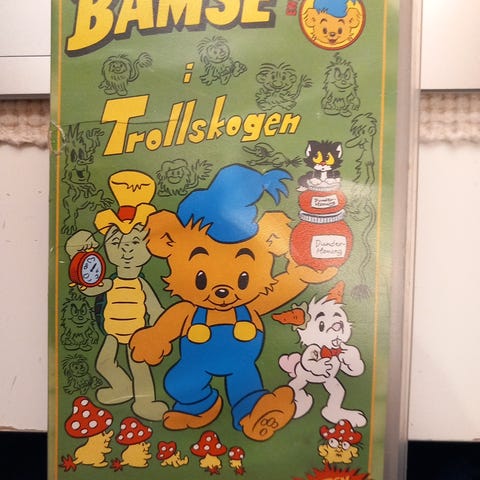 BAMSE
i
Trollskogen
Dunder-
Honung
Dunder-
Honung